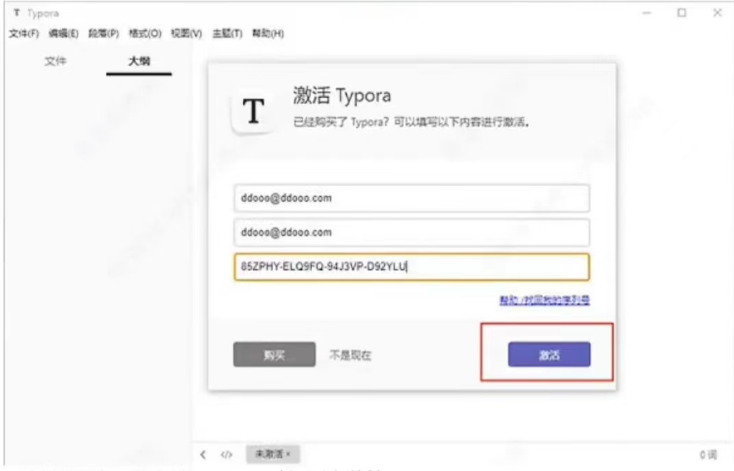 Typora
文件(F) 编辑(E) 段落(P) 格式(O) 视图(V) 主题(T) 帮助(H)
文件 大纲
T
激活 Typora
已经购买了 Typora？可以填写以下内容进行激活。
ddooo@ddooo.com
ddooo@ddooo.com
85ZPHY-ELQ9FQ-94J3VP-D92YLU
帮助 /找回我的序列号
购买 不是现在 激活
</> 未激活 × 0 词